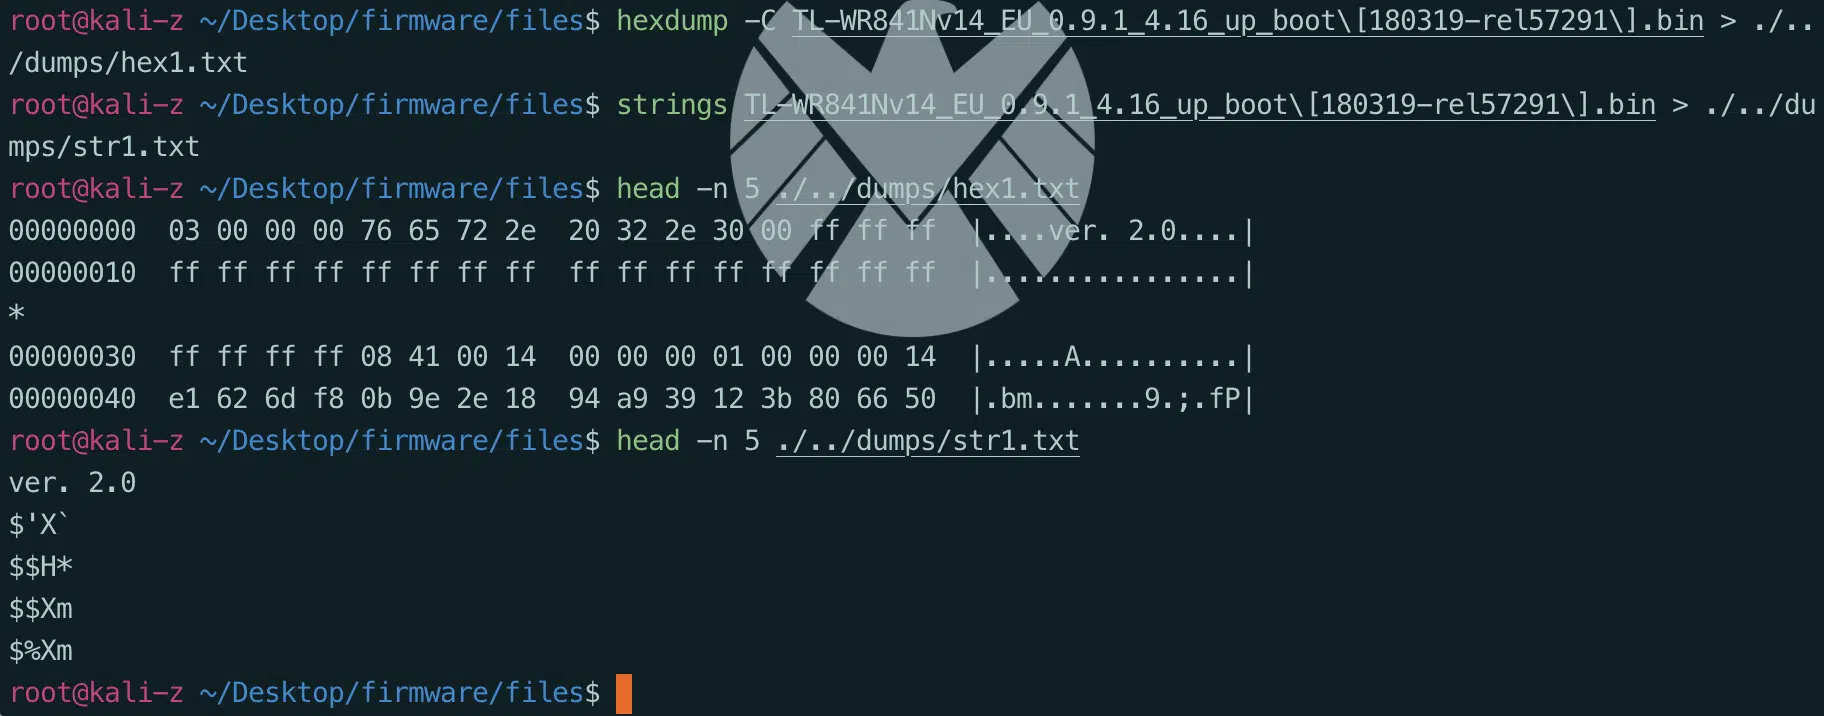 root@kali-z ~/Desktop/firmware/files$ hexdump -C TL-WR841Nv14_EU_0.9.1_4.16_up_boot\[180319-rel57291\].bin > ./..
/dumps/hex1.txt
root@kali-z ~/Desktop/firmware/files$ strings TL-WR841Nv14_EU_0.9.1_4.16_up_boot\[180319-rel57291\].bin > ./../du
mps/str1.txt
root@kali-z ~/Desktop/firmware/files$ head -n 5 ./../dumps/hex1.txt
00000000  03 00 00 00 76 65 72 2e  20 32 2e 30 00 ff ff ff  |....ver. 2.0....|
00000010  ff ff ff ff ff ff ff ff  ff ff ff ff ff ff ff ff  |................|
*
00000030  ff ff ff ff 08 41 00 14  00 00 00 01 00 00 00 14  |.....A..........|
00000040  e1 62 6d f8 0b 9e 2e 18  94 a9 39 12 3b 80 66 50  |.bm.......9.;.fP|
root@kali-z ~/Desktop/firmware/files$ head -n 5 ./../dumps/str1.txt
ver. 2.0
$'X`
$$H*
$$Xm
$%Xm
root@kali-z ~/Desktop/firmware/files$